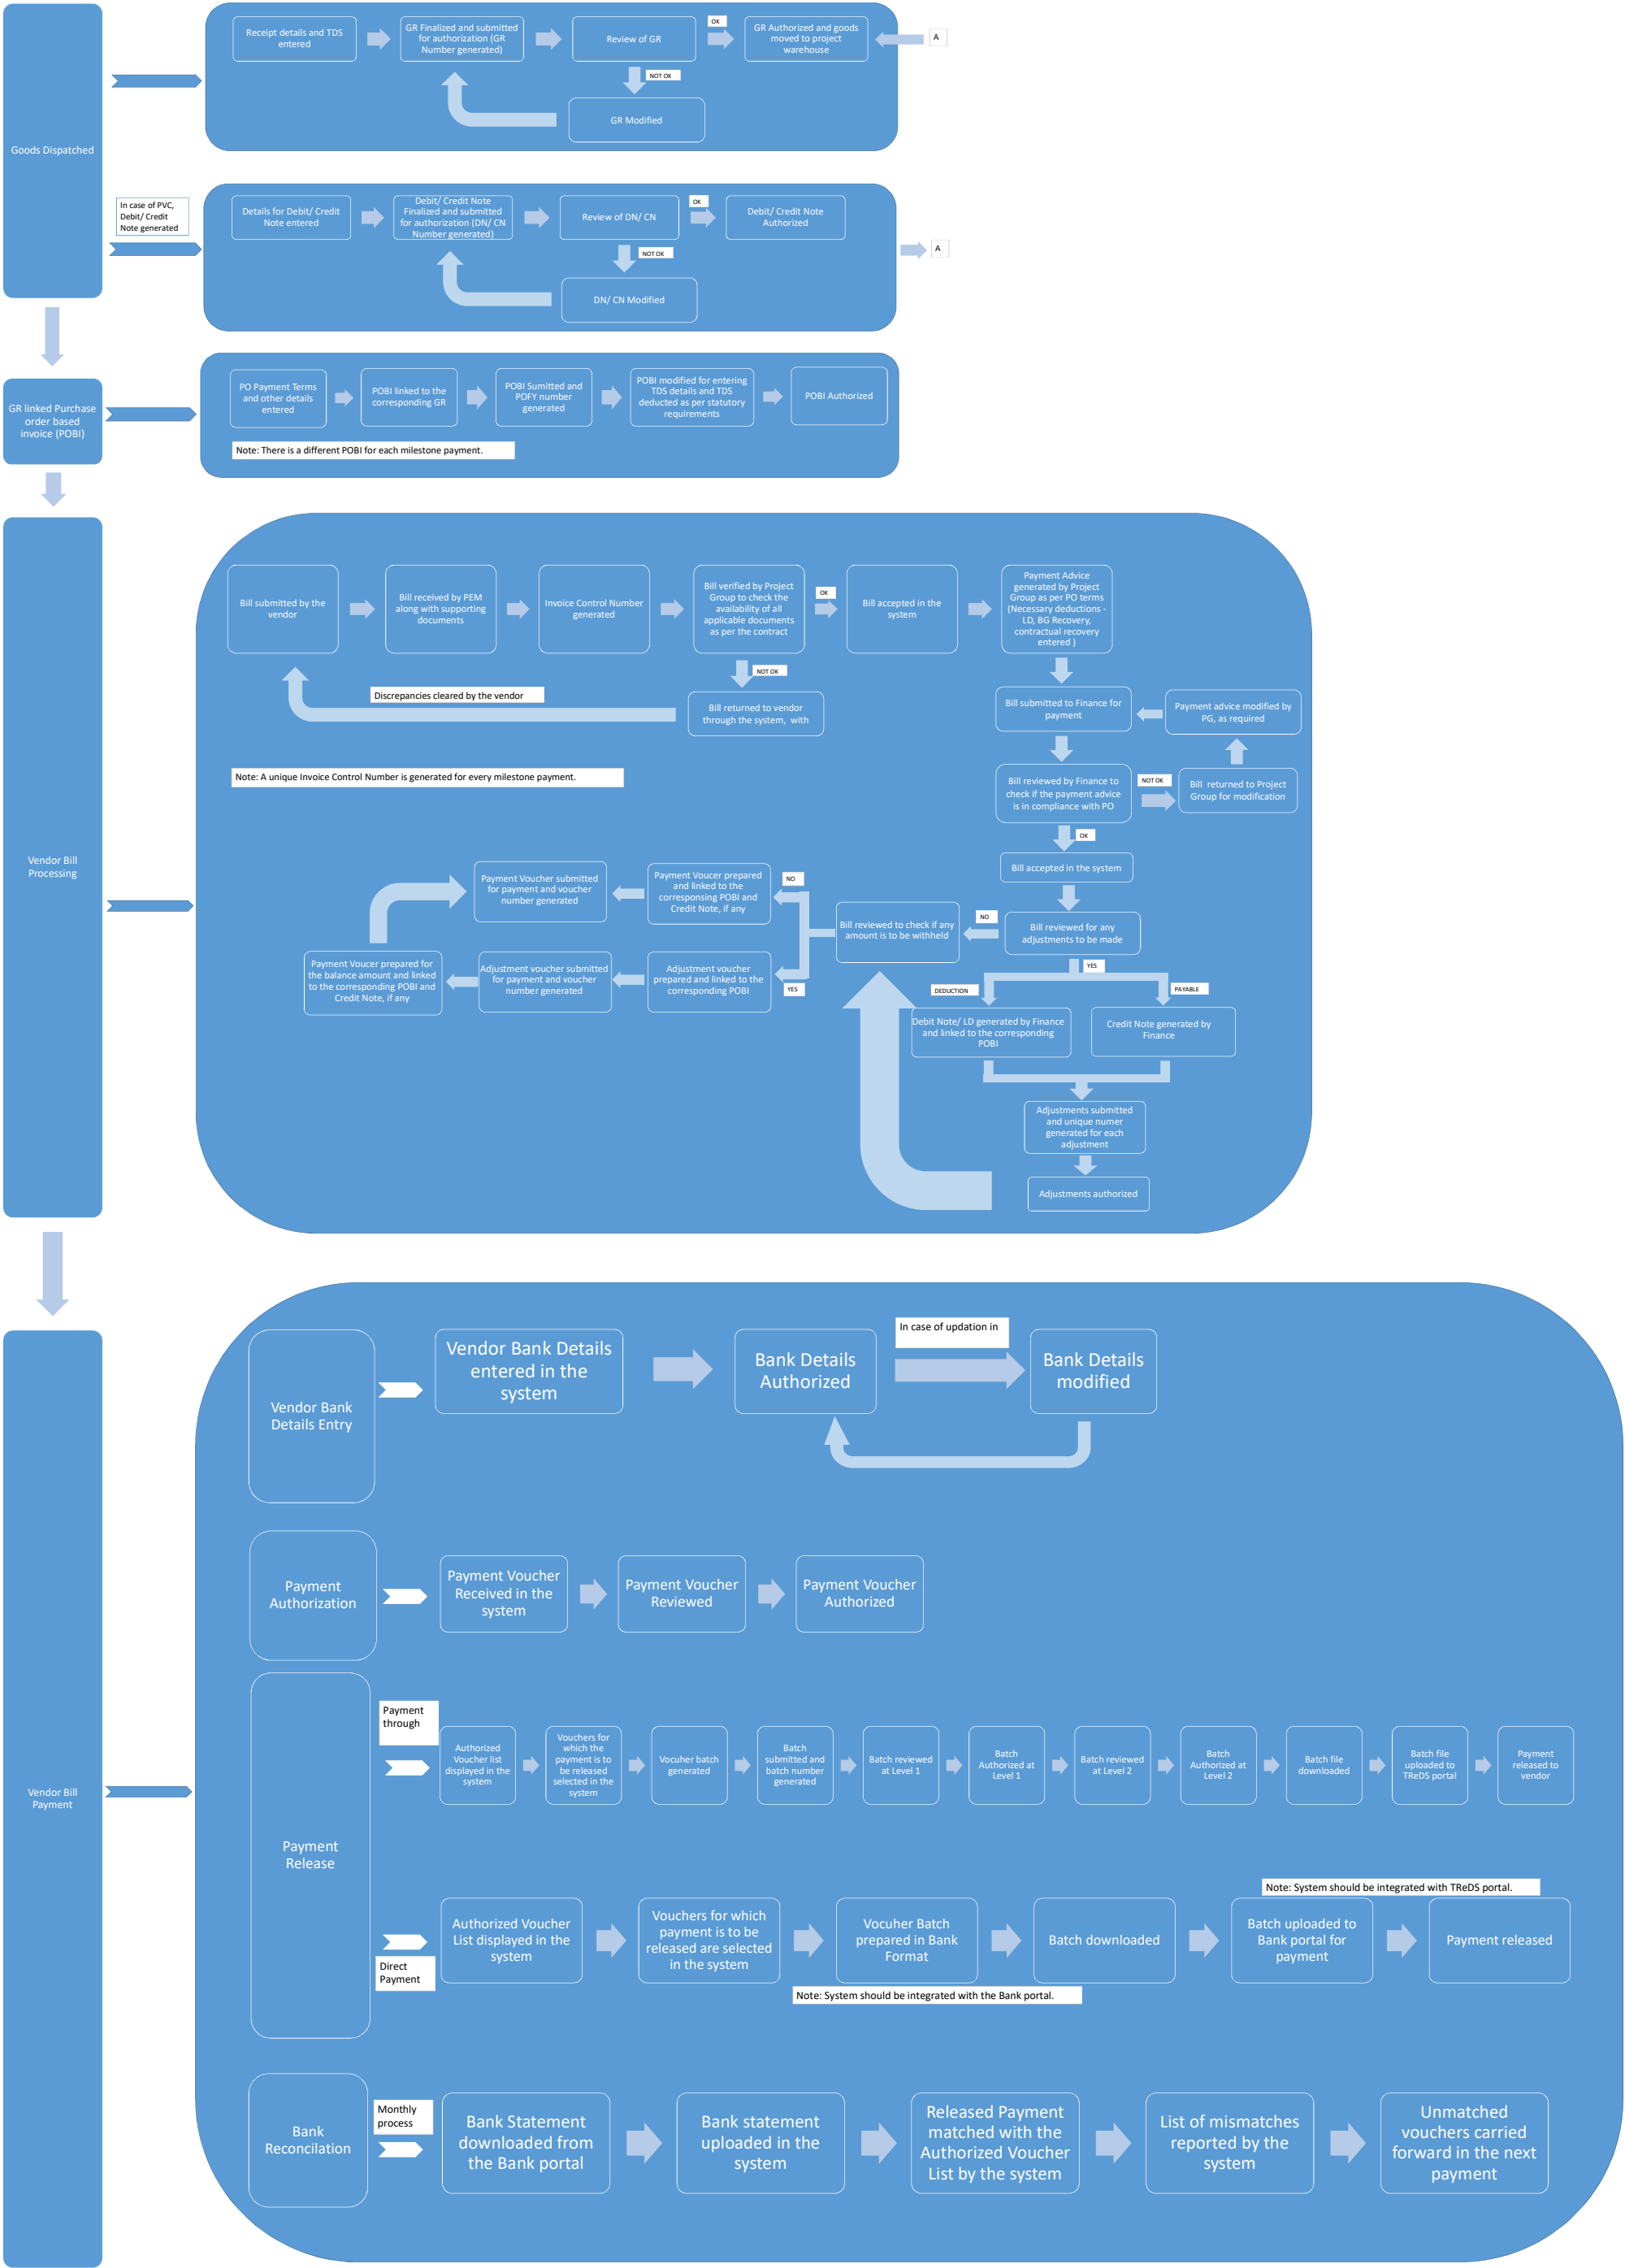 Goods Dispatched
Receipt details and TDS
entered
GR Finalized and submitted
for authorization (GR
Number generated)
Review of GR
OK
GR Authorized and goods
moved to project
warehouse
A
NOT OK
GR Modified
In case of PVC,
Debit/ Credit
Note generated
Details for Debit/ Credit
Note entered
Debit/ Credit Note
Finalized and submitted
for authorization (DN/ CN
Number generated)
Review of DN/ CN
OK
Debit/ Credit Note
Authorized
A
NOT OK
DN/ CN Modified
GR linked Purchase
order based
invoice (POBI)
PO Payment Terms
and other details
entered
POBI linked to the
corresponding GR
POBI Sumitted and
POFY number
generated
POBI modified for entering
TDS details and TDS
deducted as per statutory
requirements
POBI Authorized
Note: There is a different POBI for each milestone payment.
Vendor Bill
Processing
Bill submitted by the
vendor
Bill received by PEM
along with supporting
documents
Invoice Control Number
generated
Bill verified by Project
Group to check the
availability of all
applicable documents
as per the contract
OK
Bill accepted in the
system
Payment Advice
generated by Project
Group as per PO terms
(Necessary deductions -
LD, BG Recovery,
contractual recovery
entered )
NOT OK
Discrepancies cleared by the vendor
Bill returned to vendor
through the system,  with
Bill submitted to Finance for
payment
Payment advice modified by
PG, as required
Note: A unique Invoice Control Number is generated for every milestone payment.
Bill reviewed by Finance to
check if the payment advice
is in compliance with PO
NOT OK
Bill  returned to Project
Group for modification
OK
Bill accepted in the system
Payment Voucher submitted
for payment and voucher
number generated
Payment Voucer prepared
and linked to the
corresponsing POBI and
Credit Note, if any
NO
Bill reviewed to check if any
amount is to be withheld
NO
Bill reviewed for any
adjustments to be made
Payment Voucer prepared for
the balance amount and linked
to the corresponding POBI and
Credit Note, if any
Adjustment voucher submitted
for payment and voucher
number generated
Adjustment voucher
prepared and linked to the
corresponding POBI
YES
YES
DEDUCTION
PAYABLE
Debit Note/ LD generated by Finance
and linked to the corresponding
POBI
Credit Note generated by
Finance
Adjustments submitted
and unique numer
generated for each
adjustment
Adjustments authorized
Vendor Bill
Payment
Vendor Bank
Details Entry
Vendor Bank Details
entered in the
system
Bank Details
Authorized
In case of updation in
Bank Details
modified
Payment
Authorization
Payment Voucher
Received in the
system
Payment Voucher
Reviewed
Payment Voucher
Authorized
Payment
Release
Payment
through
Authorized
Voucher list
displayed in the
system
Vouchers for
which the
payment is to
be released
selected in the
system
Vocuher batch
generated
Batch
submitted and
batch number
generated
Batch reviewed
at Level 1
Batch
Authorized at
Level 1
Batch reviewed
at Level 2
Batch
Authorized at
Level 2
Batch file
downloaded
Batch file
uploaded to
TReDS portal
Payment
released to
vendor
Note: System should be integrated with TReDS portal.
Direct
Payment
Authorized Voucher
List displayed in the
system
Vouchers for which
payment is to be
released are selected
in the system
Vocuher Batch
prepared in Bank
Format
Batch downloaded
Batch uploaded to
Bank portal for
payment
Payment released
Note: System should be integrated with the Bank portal.
Bank
Reconcilation
Monthly
process
Bank Statement
downloaded from
the Bank portal
Bank statement
uploaded in the
system
Released Payment
matched with the
Authorized Voucher
List by the system
List of mismatches
reported by the
system
Unmatched
vouchers carried
forward in the next
payment